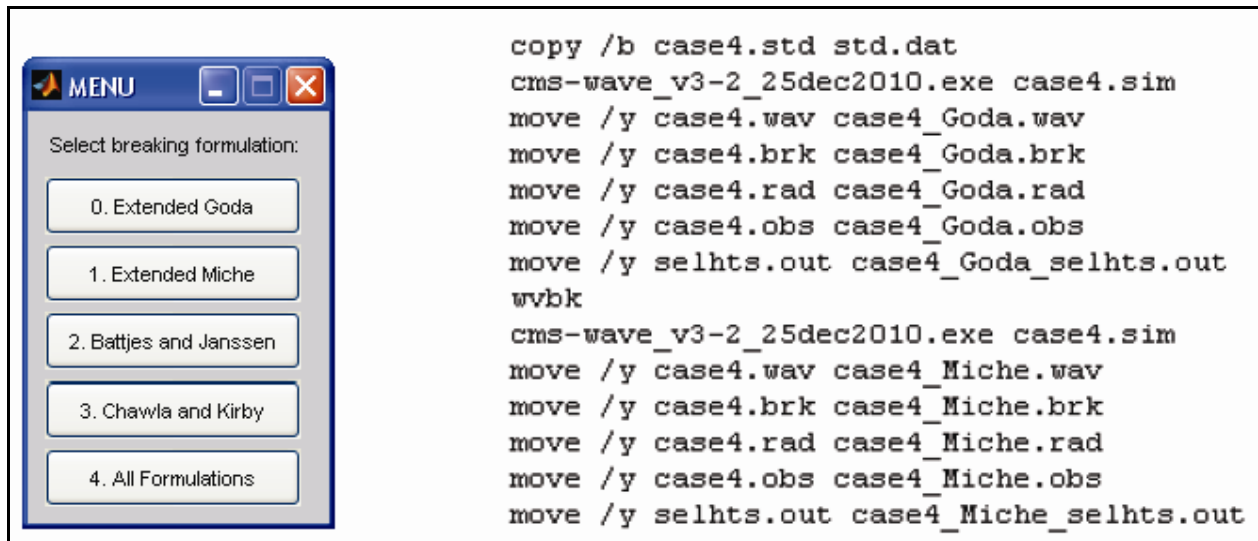 MENU
Select breaking formulation:
0. Extended Goda
1. Extended Miche
2. Battjes and Janssen
3. Chawla and Kirby
4. All Formulations
copy /b case4.std std.dat
cms-wave_v3-2_25dec2010.exe case4.sim
move /y case4.wav case4_Goda.wav
move /y case4.brk case4_Goda.brk
move /y case4.rad case4_Goda.rad
move /y case4.obs case4_Goda.obs
move /y selhts.out case4_Goda_selhts.out
wvbk
cms-wave_v3-2_25dec2010.exe case4.sim
move /y case4.wav case4_Miche.wav
move /y case4.brk case4_Miche.brk
move /y case4.rad case4_Miche.rad
move /y case4.obs case4_Miche.obs
move /y selhts.out case4_Miche_selhts.out